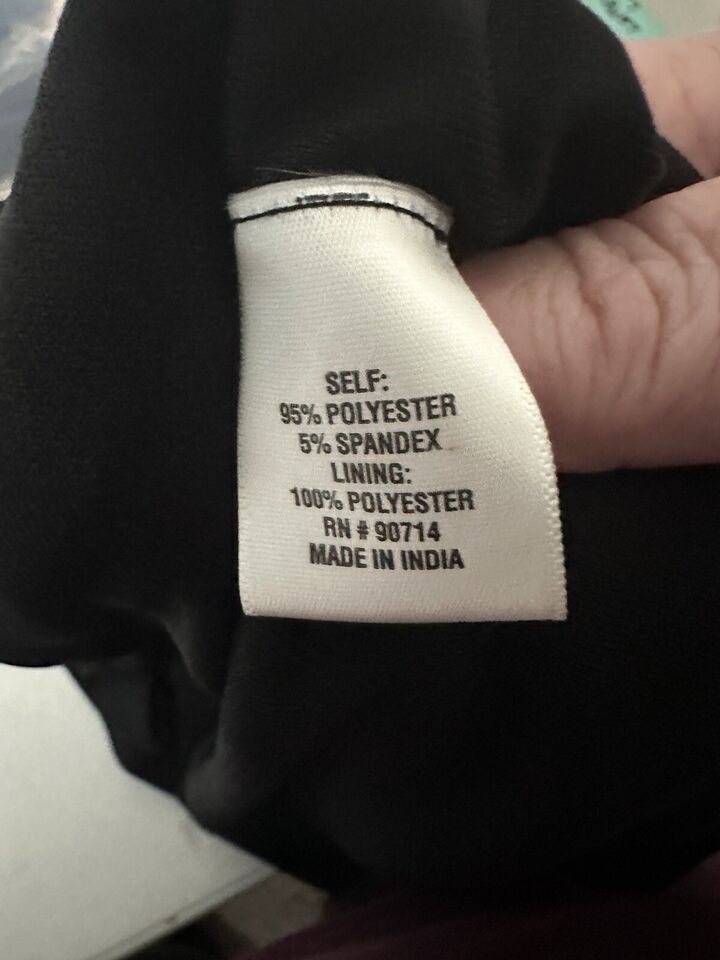 SELF:
95% POLYESTER
5% SPANDEX
LINING:
100% POLYESTER
RN # 90714
MADE IN INDIA